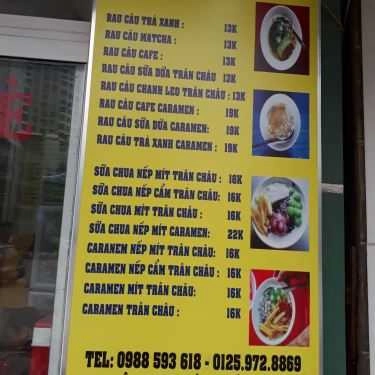 RAU CÂU TRÀ XANH : 13K
RAU CÂU MATCHA : 13K
RAU CÂU CAFE : 13K
RAU CÂU SỮA DỪA TRÂN CHÂU 13K
RAU CÂU CHANH LEO TRÂN CHÂU : 13K
RAU CÂU CAFE CARAMEN : 19K
RAU CÂU SỮA DỪA CARAMEN: 19K
RAU CÂU TRÀ XANH CARAMEN : 19K
SỮA CHUA NẾP MÍT TRÂN CHÂU : 16K
SỮA CHUA NẾP CẨM TRÂN CHÂU: 16K
SỮA CHUA MÍT TRÂN CHÂU : 16K
SỮA CHUA NẾP MÍT CARAMEN: 22K
CARANEM NẾP MÍT TRÂN CHÂU: 16K
CARAMEN NẾP CẨM TRÂN CHÂU : 16K
CARAMEN MÍT TRÂN CHÂU: 16K
CARAMEN TRÂN CHÂU : 16K
TEL: 0988 593 618 - 0125.972.8869